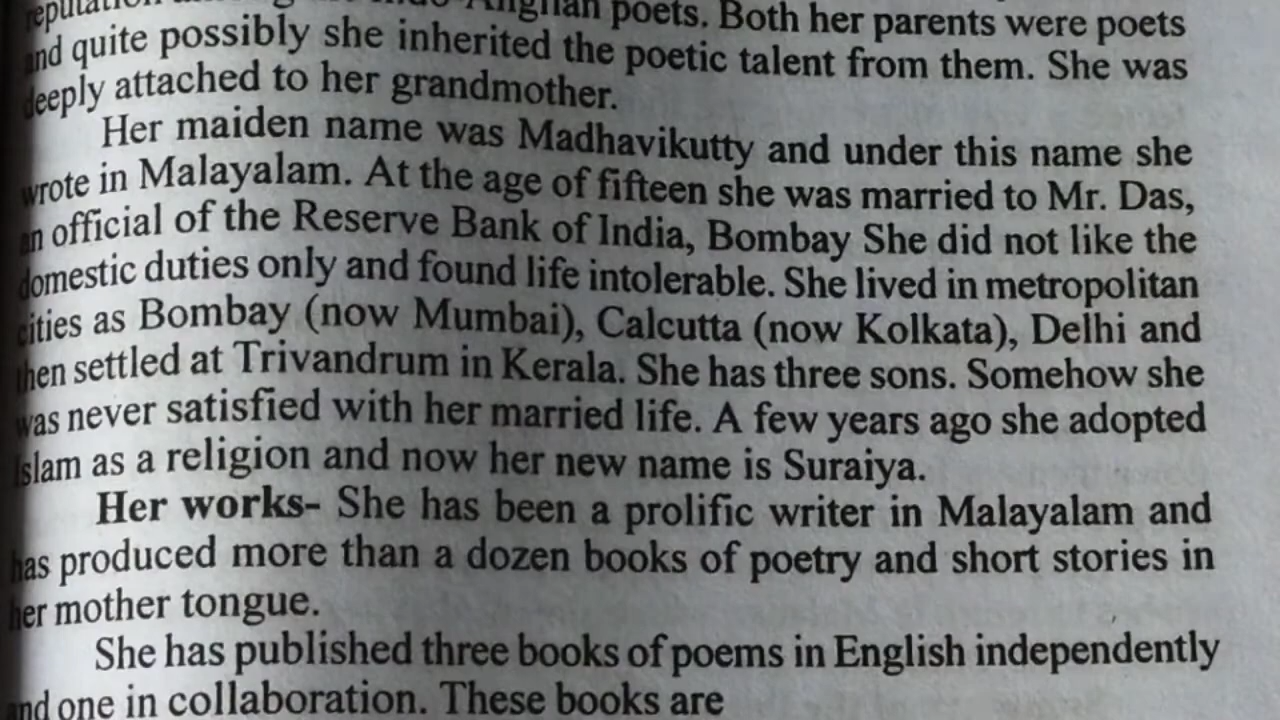 reputation among the Indo-Anglian poets. Both her parents were poets
and quite possibly she inherited the poetic talent from them. She was
deeply attached to her grandmother.
Her maiden name was Madhavikutty and under this name she
wrote in Malayalam. At the age of fifteen she was married to Mr. Das,
an official of the Reserve Bank of India, Bombay She did not like the
domestic duties only and found life intolerable. She lived in metropolitan
cities as Bombay (now Mumbai), Calcutta (now Kolkata), Delhi and
then settled at Trivandrum in Kerala. She has three sons. Somehow she
was never satisfied with her married life. A few years ago she adopted
Islam as a religion and now her new name is Suraiya.
Her works- She has been a prolific writer in Malayalam and
has produced more than a dozen books of poetry and short stories in
her mother tongue.
She has published three books of poems in English independently
and one in collaboration. These books are